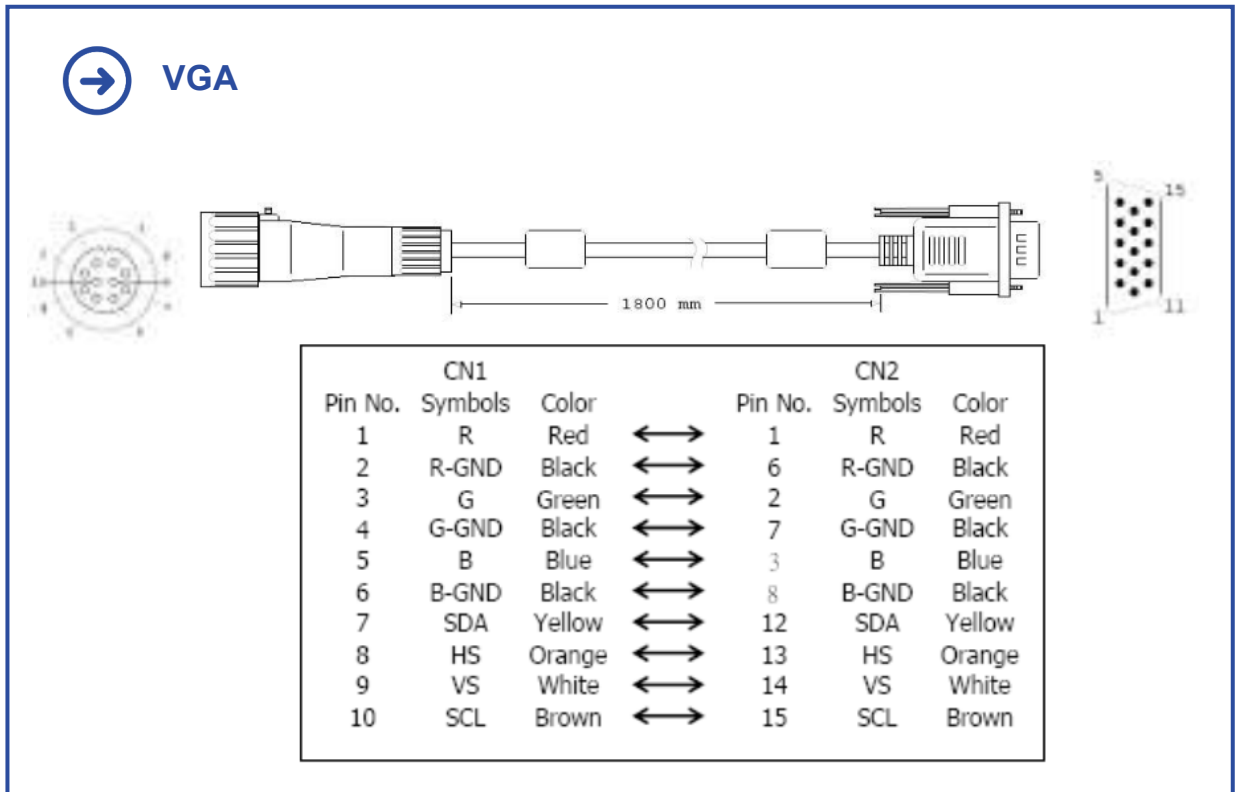 VGA
5
15
1800 mm
1
11
CN1 CN2
Pin No. Symbols Color Pin No. Symbols Color
1 R Red 1 R Red
2 R-GND Black 6 R-GND Black
3 G Green 2 G Green
4 G-GND Black 7 G-GND Black
5 B Blue 3 B Blue
6 B-GND Black 8 B-GND Black
7 SDA Yellow 12 SDA Yellow
8 HS Orange 13 HS Orange
9 VS White 14 VS White
10 SCL Brown 15 SCL Brown